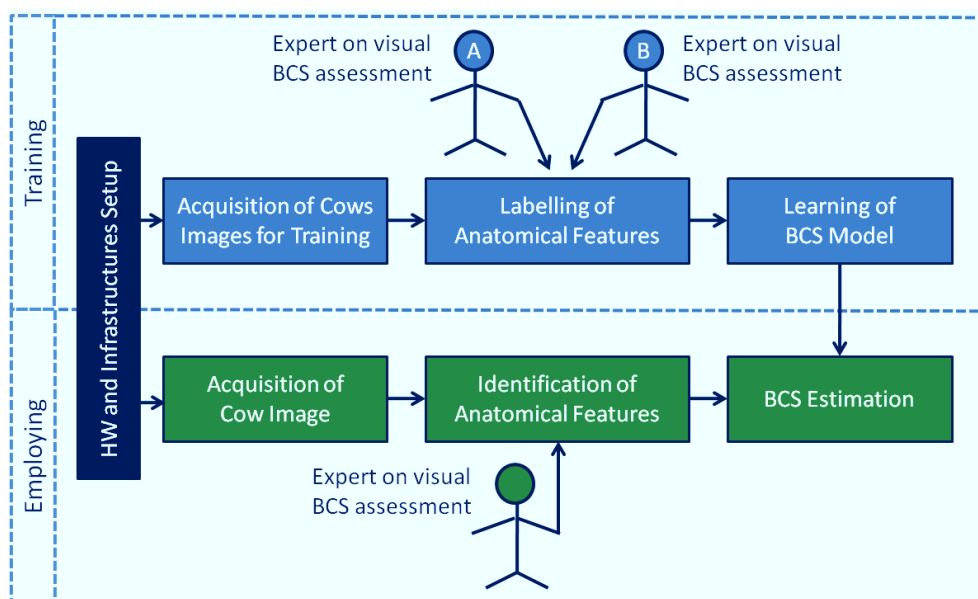 Training
Expert on visual
BCS assessment
A
B
Expert on visual
BCS assessment
HW and Infrastructures Setup
Acquisition of Cows
Images for Training
Labelling of
Anatomical Features
Learning of
BCS Model
Employing
Acquisition of
Cow Image
Identification of
Anatomical Features
BCS Estimation
Expert on visual
BCS assessment